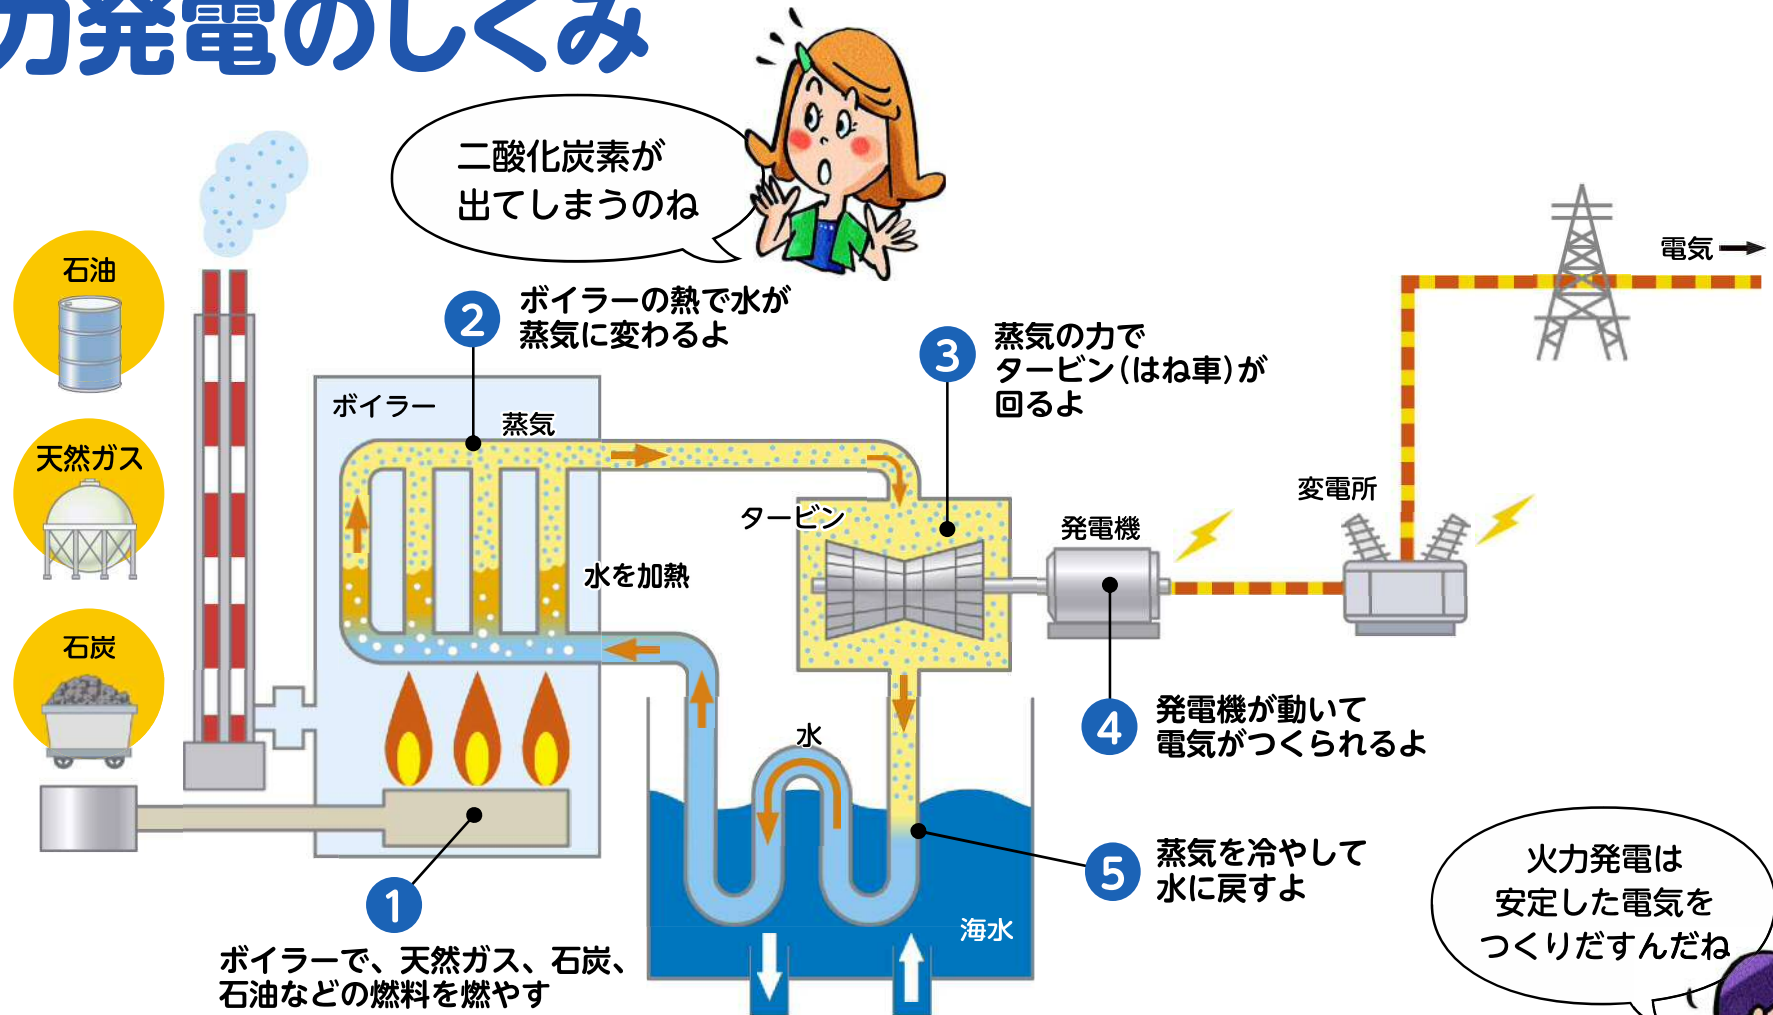 力発電のしくみ
二酸化炭素が
出てしまうのね
石油
天然ガス
石炭
2
ボイラーの熱で水が
蒸気に変わるよ
ボイラー
蒸気
水を加熱
3
蒸気の力で
タービン(はね車)が
回るよ
タービン
発電機
変電所
電気
4
発電機が動いて
電気がつくられるよ
水
5
蒸気を冷やして
水に戻すよ
海水
1
ボイラーで、天然ガス、石炭、
石油などの燃料を燃やす
火力発電は
安定した電気を
つくりだすんだね